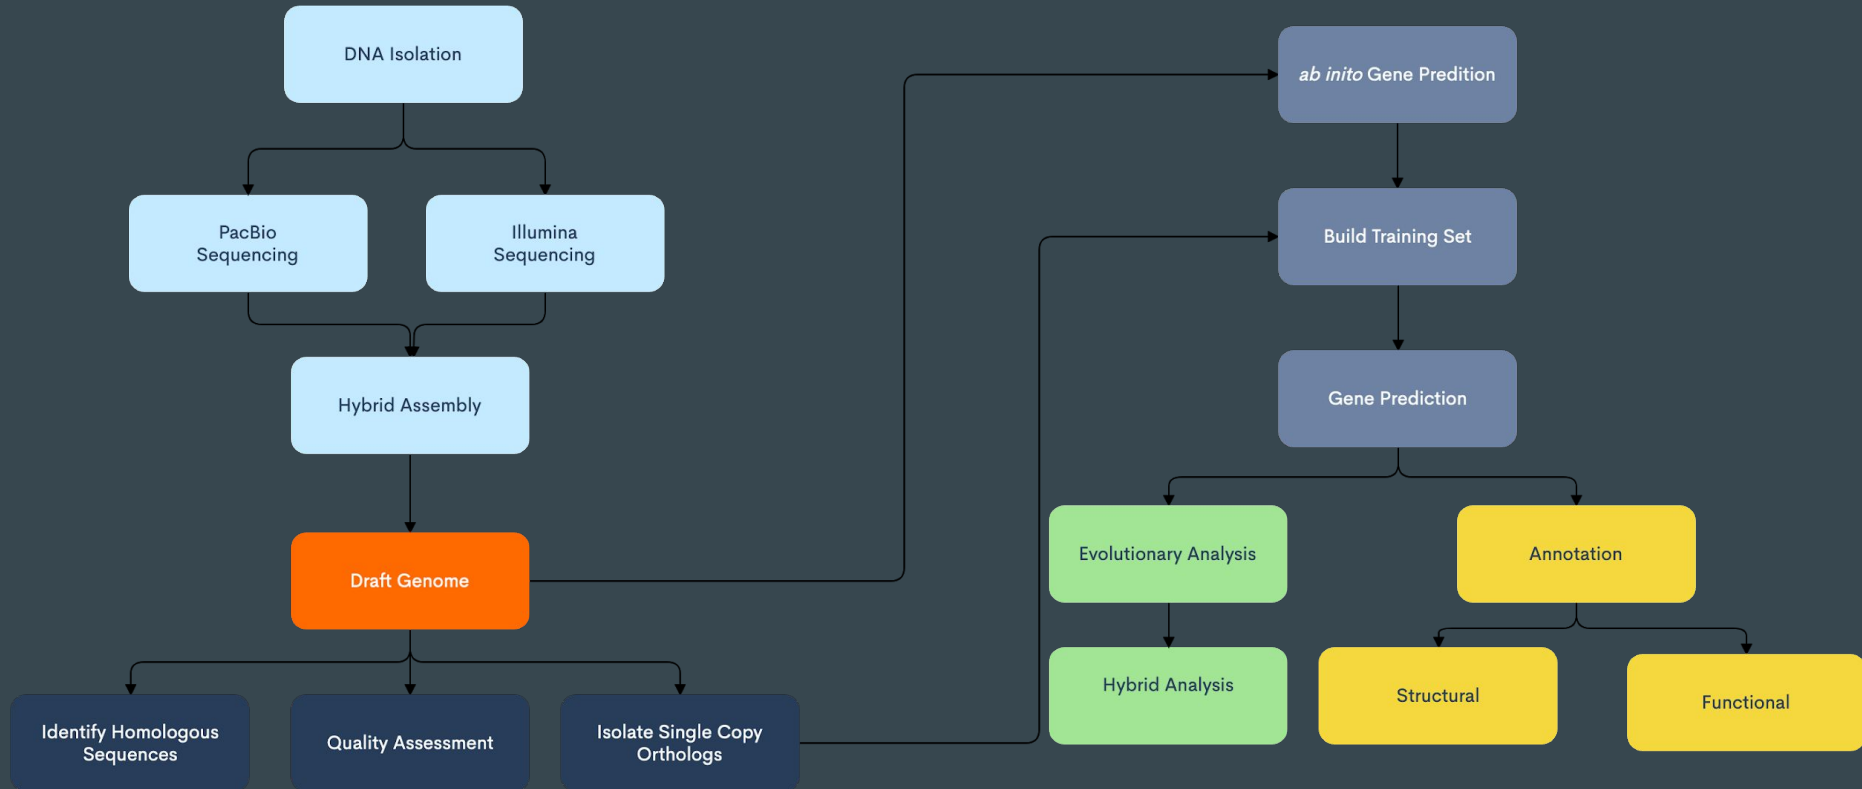 DNA Isolation
PacBio
Sequencing
Illumina
Sequencing
Hybrid Assembly
Draft Genome
Identify Homologous
Sequences
Quality Assessment
Isolate Single Copy
Orthologs
ab inito Gene Predition
Build Training Set
Gene Prediction
Evolutionary Analysis
Annotation
Hybrid Analysis
Structural
Functional